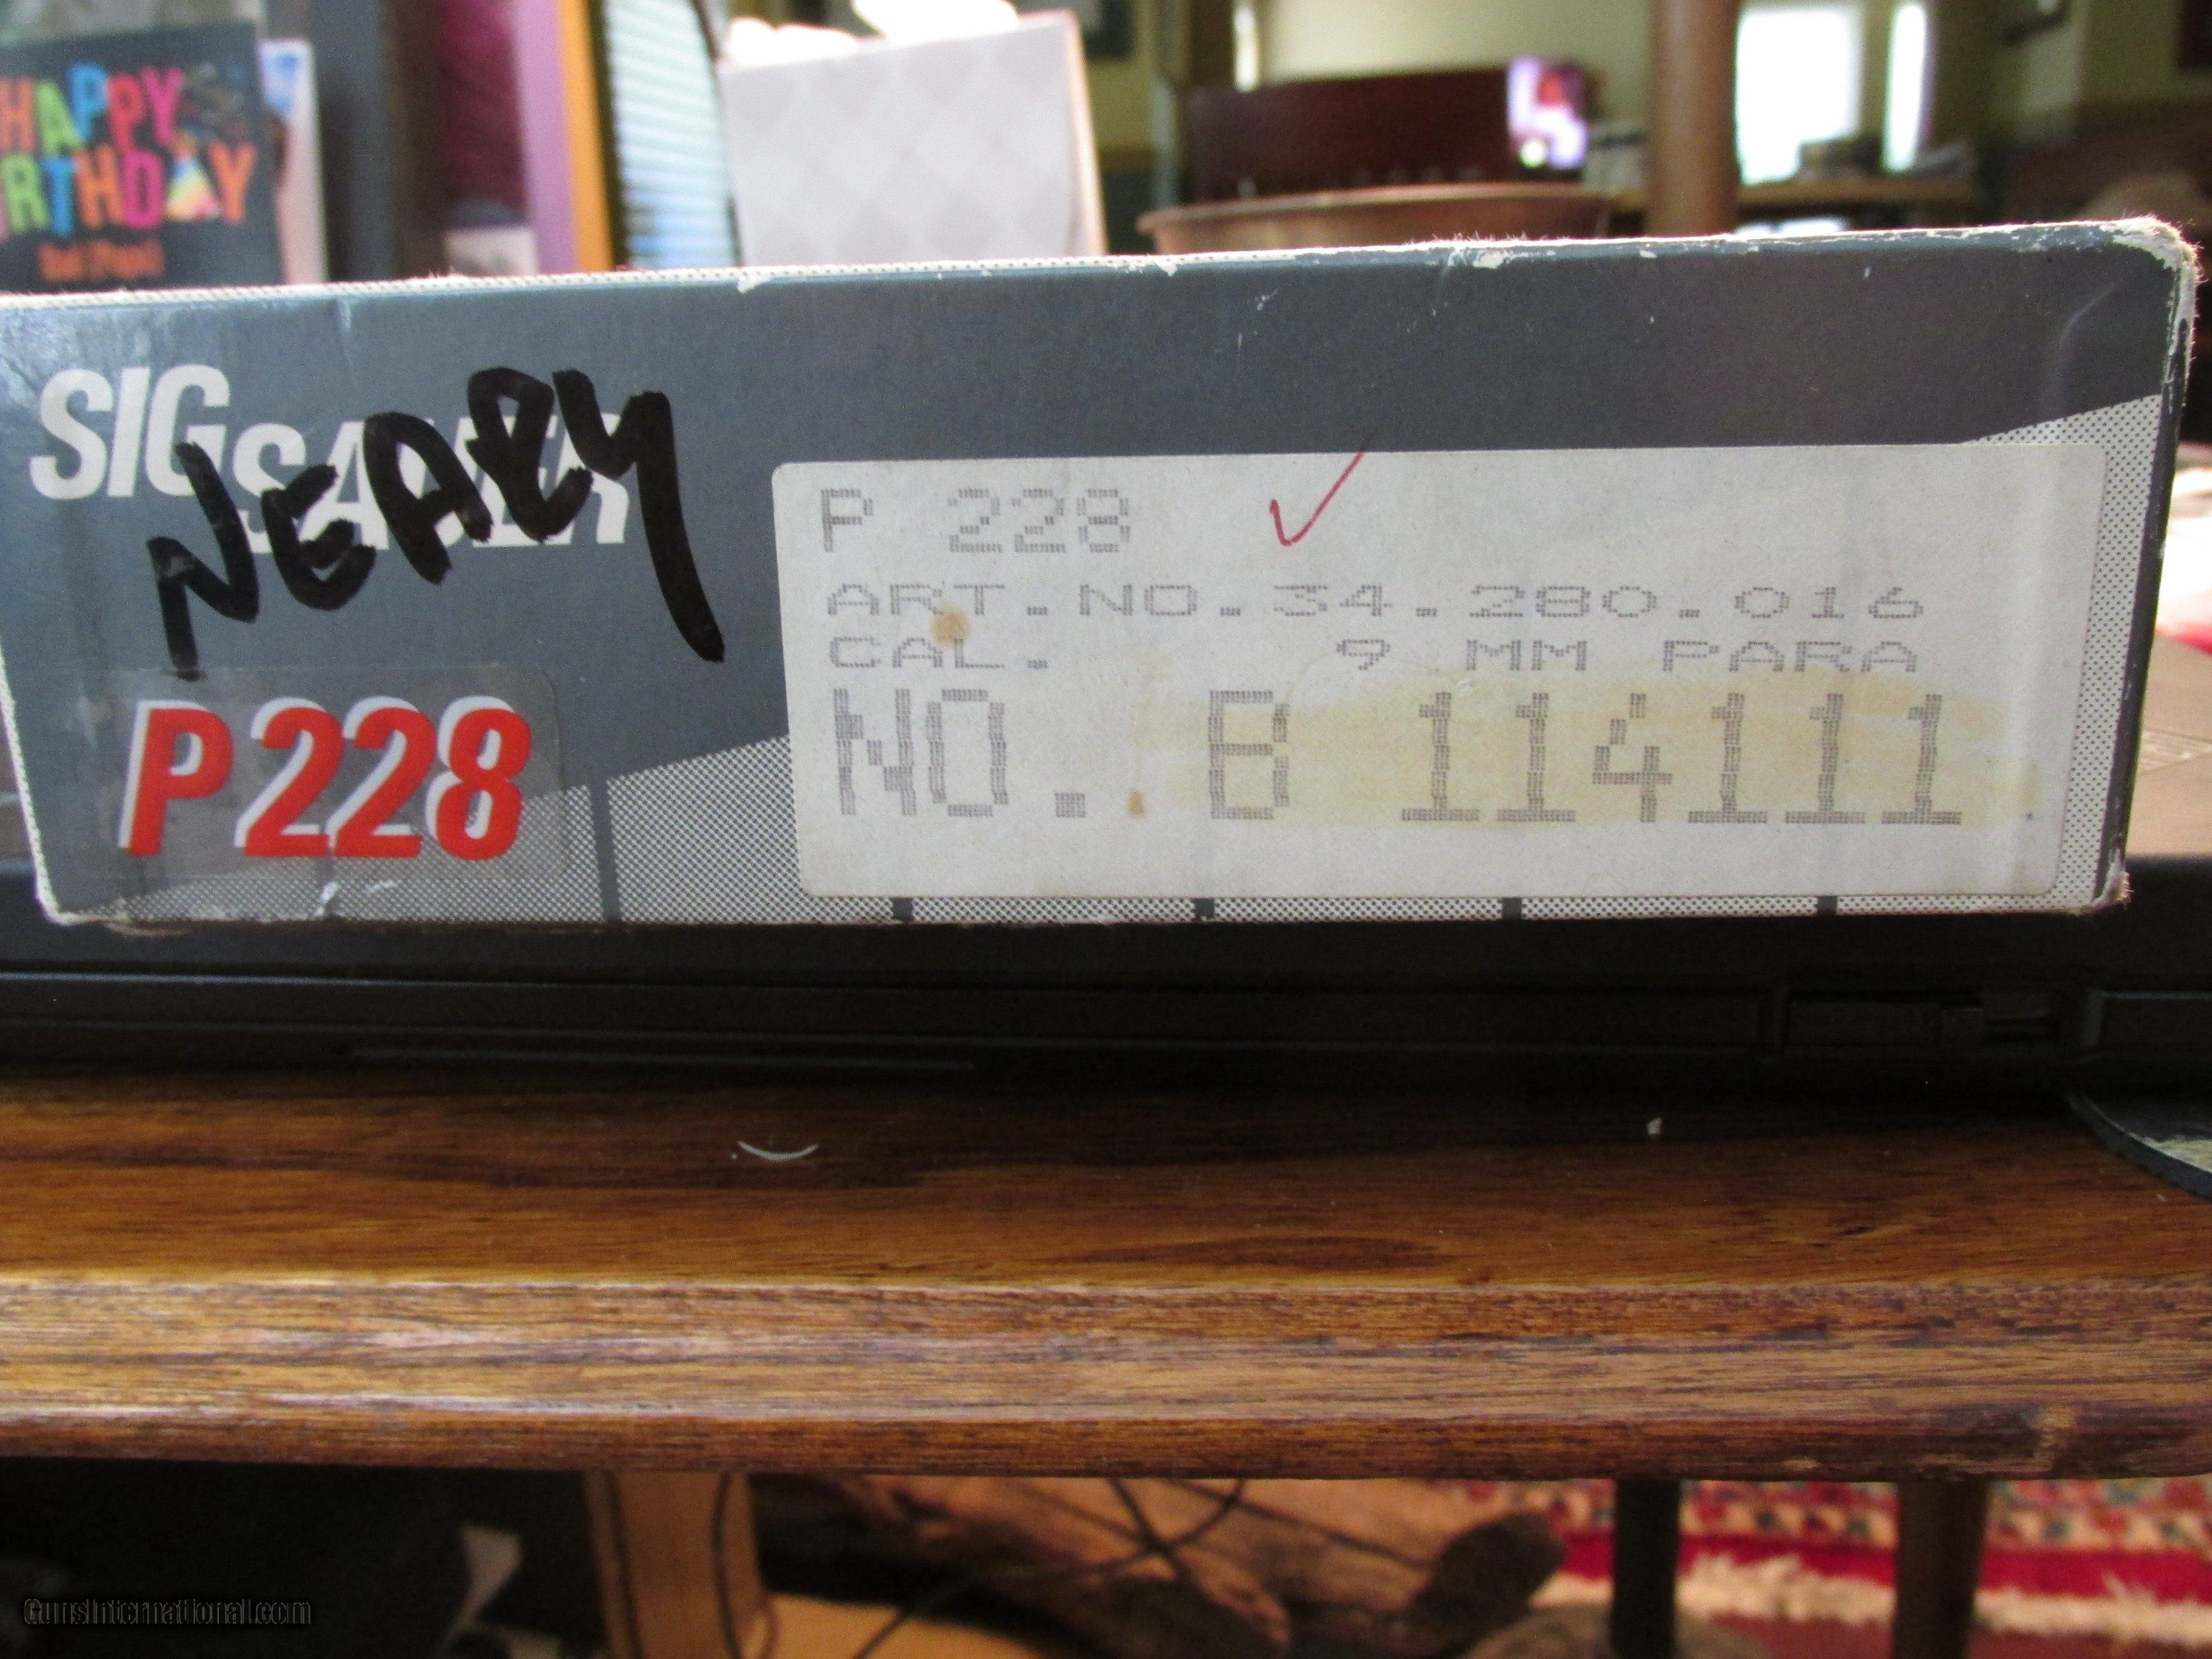 HAPPY
RTHDAY
SIG SAUER
NEARY
P228
P 228
ART.NO.34.280.016
CAL. 9 MM PARA
NO. B 114111
GunsInternational.com